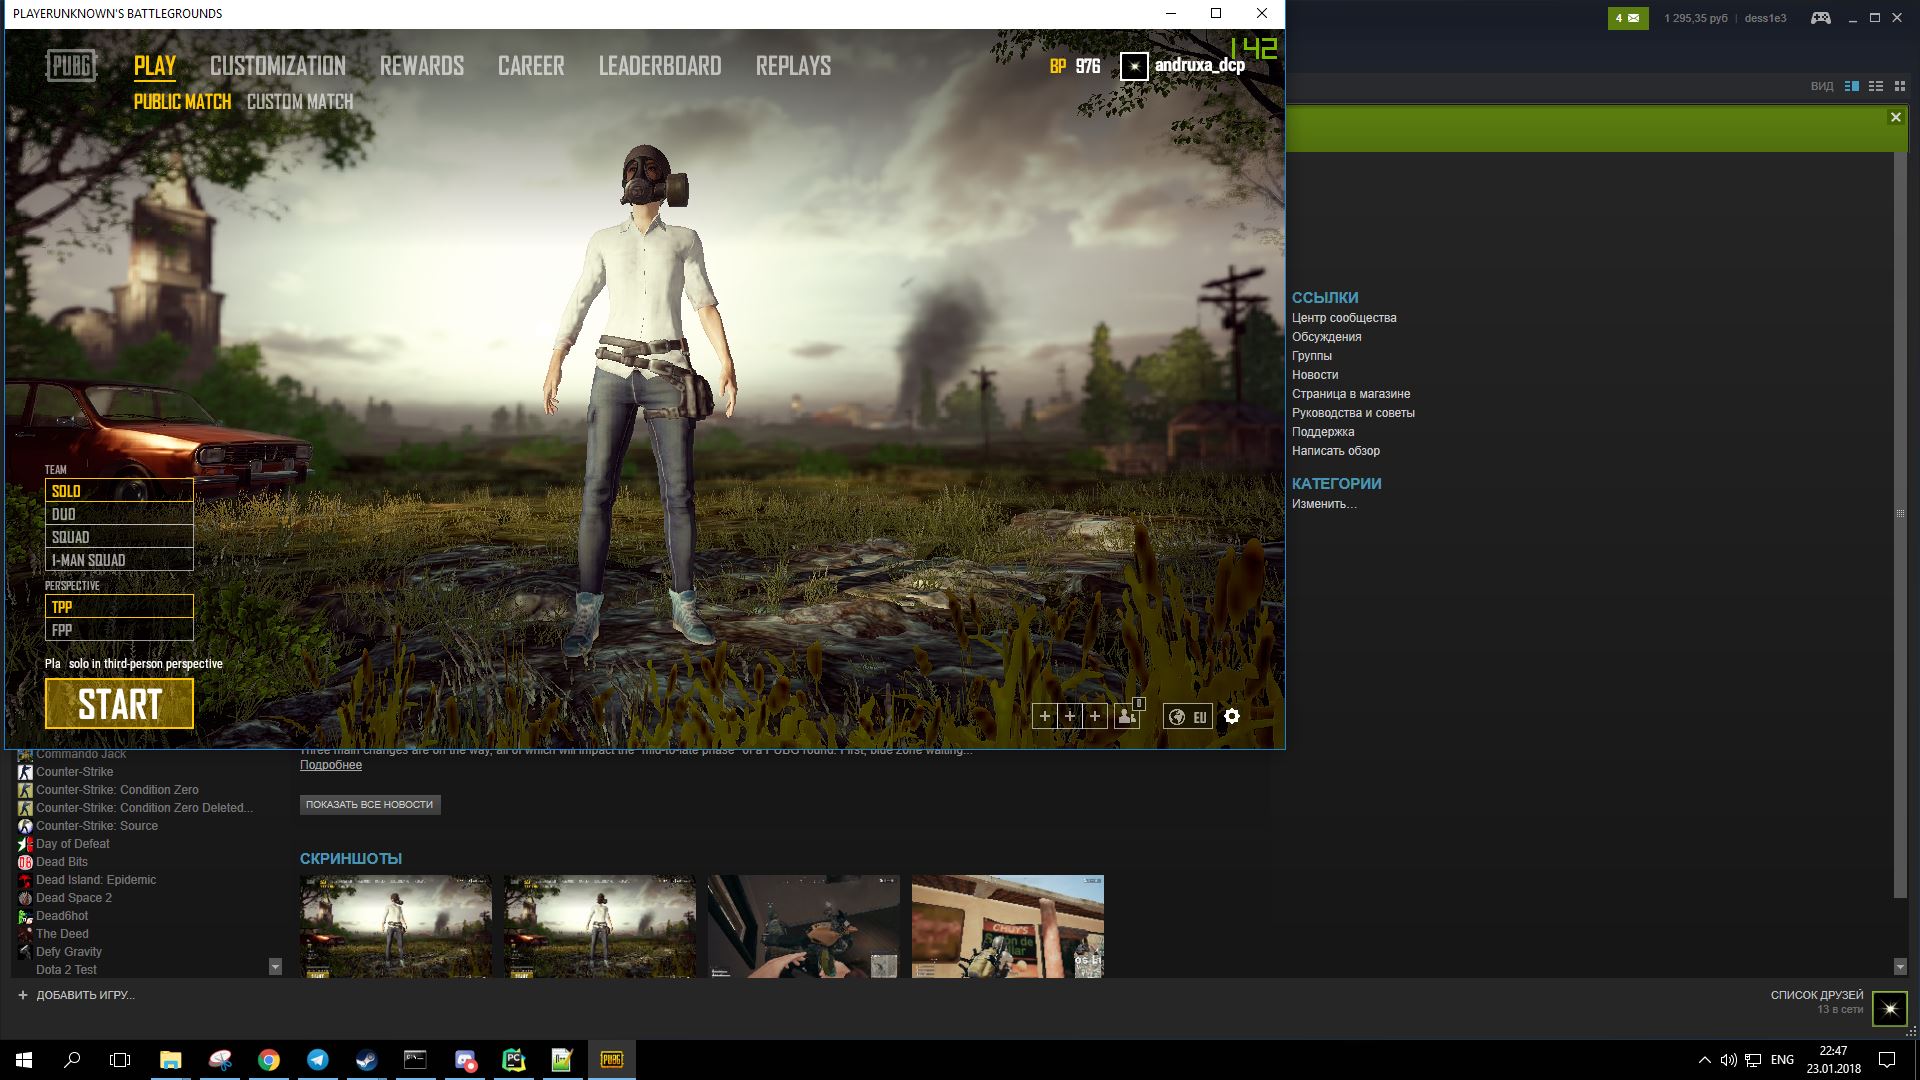 PLAYERUNKNOWN'S BATTLEGROUNDS
4
1 295,35 руб | dess1e3
142
PUBG
PLAY CUSTOMIZATION REWARDS CAREER LEADERBOARD REPLAYS
BP 976 andruxa_dcp
PUBLIC MATCH CUSTOM MATCH
ВИД
ССЫЛКИ
Центр сообщества
Обсуждения
Группы
Новости
Страница в магазине
Руководства и советы
Поддержка
Написать обзор
КАТЕГОРИИ
Изменить...
TEAM
SOLO
DUO
SQUAD
1-MAN SQUAD
PERSPECTIVE
TPP
FPP
Pla solo in third-person perspective
START
0
EU
Three main changes are on the way, all of which will impact the "mid-to-late phase" of a PUBG round. First, blue zone waiting...
Подробнее
ПОКАЗАТЬ ВСЕ НОВОСТИ
Commando Jack
Counter-Strike
Counter-Strike: Condition Zero
Counter-Strike: Condition Zero Deleted...
Counter-Strike: Source
Day of Defeat
Dead Bits
Dead Island: Epidemic
Dead Space 2
Dead6hot
The Deed
Defy Gravity
Dota 2 Test
СКРИНШОТЫ
CHUY'S
ДОБАВИТЬ ИГРУ...
СПИСОК ДРУЗЕЙ
13 в сети
PC
PUBG
ENG
22:47
23.01.2018